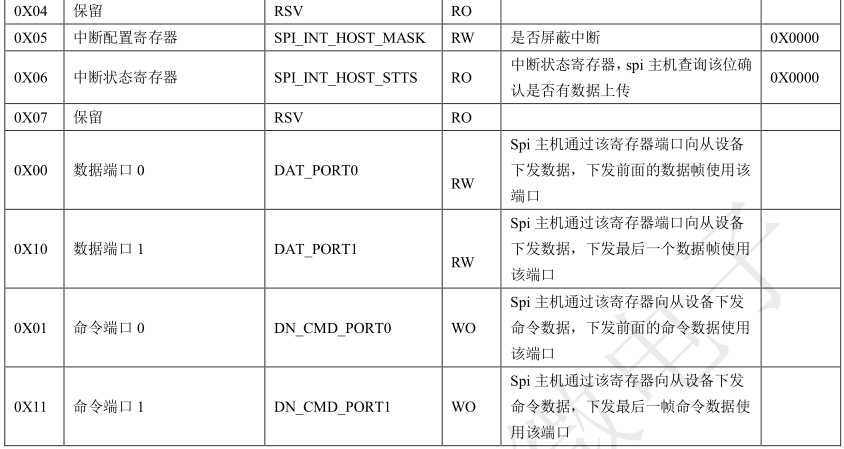 0X04 保留 RSV RO
0X05 中断配置寄存器 SPI_INT_HOST_MASK RW 是否屏蔽中断 0X0000
0X06 中断状态寄存器 SPI_INT_HOST_STTS RO 中断状态寄存器，spi 主机查询该位确
认是否有数据上传 0X0000
0X07 保留 RSV RO
0X00 数据端口 0 DAT_PORT0 RW Spi 主机通过该寄存器端口向从设备
下发数据，下发前面的数据帧使用该
端口
0X10 数据端口 1 DAT_PORT1 RW Spi 主机通过该寄存器端口向从设备
下发数据，下发最后一个数据帧使用
该端口
0X01 命令端口 0 DN_CMD_PORT0 WO Spi 主机通过该寄存器向从设备下发
命令数据，下发前面的命令数据使用
该端口
0X11 命令端口 1 DN_CMD_PORT1 WO Spi 主机通过该寄存器向从设备下发
命令数据，下发最后一帧命令数据使
用该端口
微电子